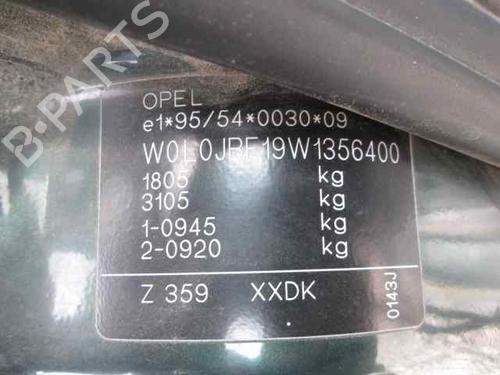 OPEL
e1*95/54*0030*09
W0L0JBF19W1356400
1805 kg
3105 kg
1-0945 kg
2-0920 kg
Z 359 XXDK
0143J